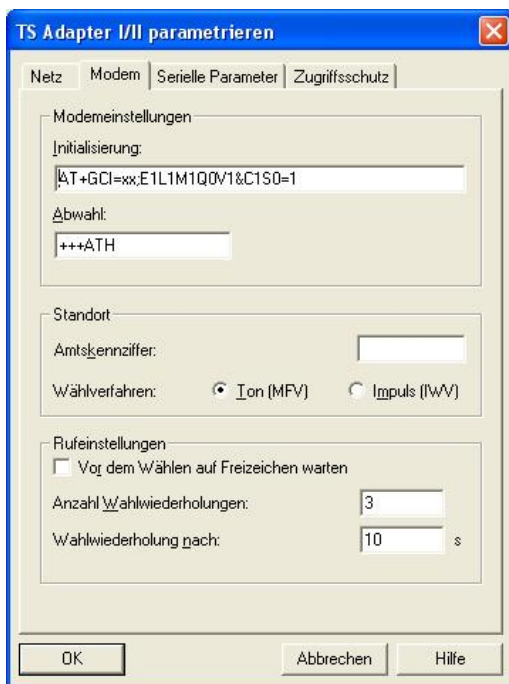 TS Adapter I/II parametrieren
Netz Modem Serielle Parameter Zugriffsschutz
Modemeinstellungen
Initialisierung:
AT+GCI=xx;E1L1M1Q0V1&C1S0=1
Abwahl:
+++ATH
Standort
Amtskennziffer:
Wählverfahren: Ton (MFV) Impuls (IWV)
Rufeinstellungen
Vor dem Wählen auf Freizeichen warten
Anzahl Wahlwiederholungen: 3
Wahlwiederholung nach: 10 s
OK Abbrechen Hilfe